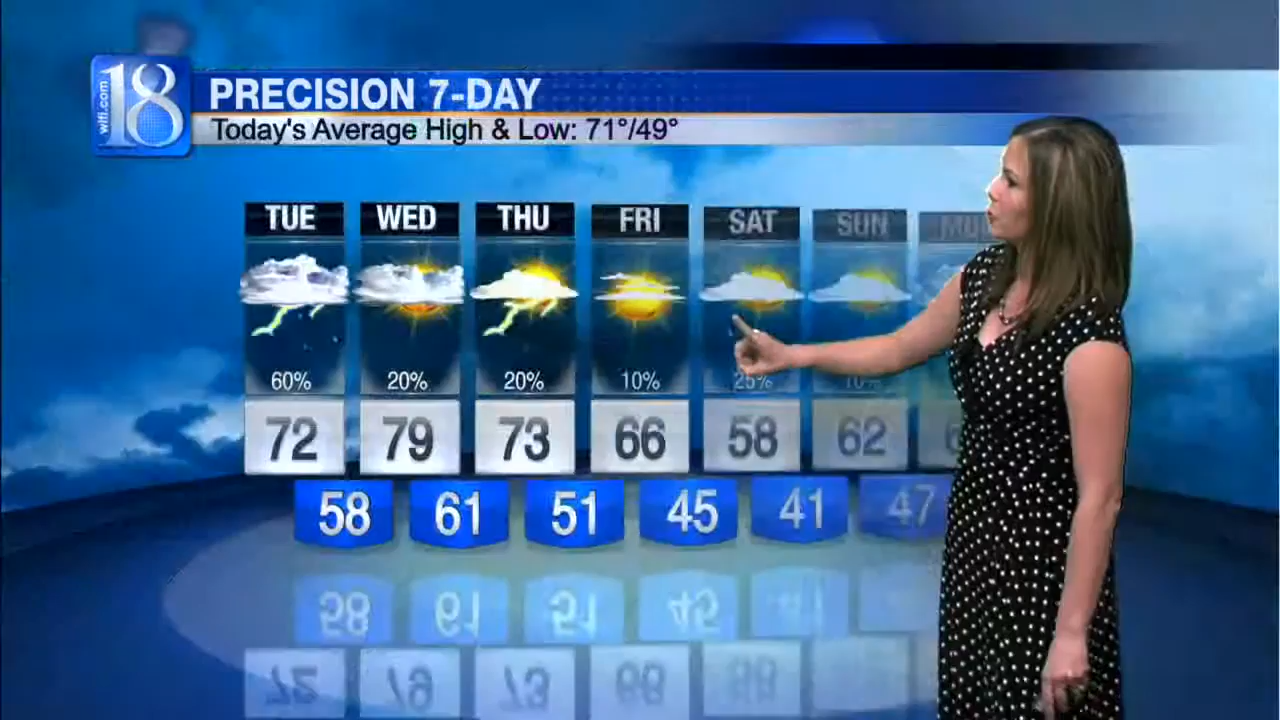 wlfi.com
18
PRECISION 7-DAY
Today's Average High & Low: 71°/49°
TUE WED THU FRI SAT SUN
60% 20% 20% 10% 25% 10%
72 79 73 66 58 62
58 61 51 45 41 47